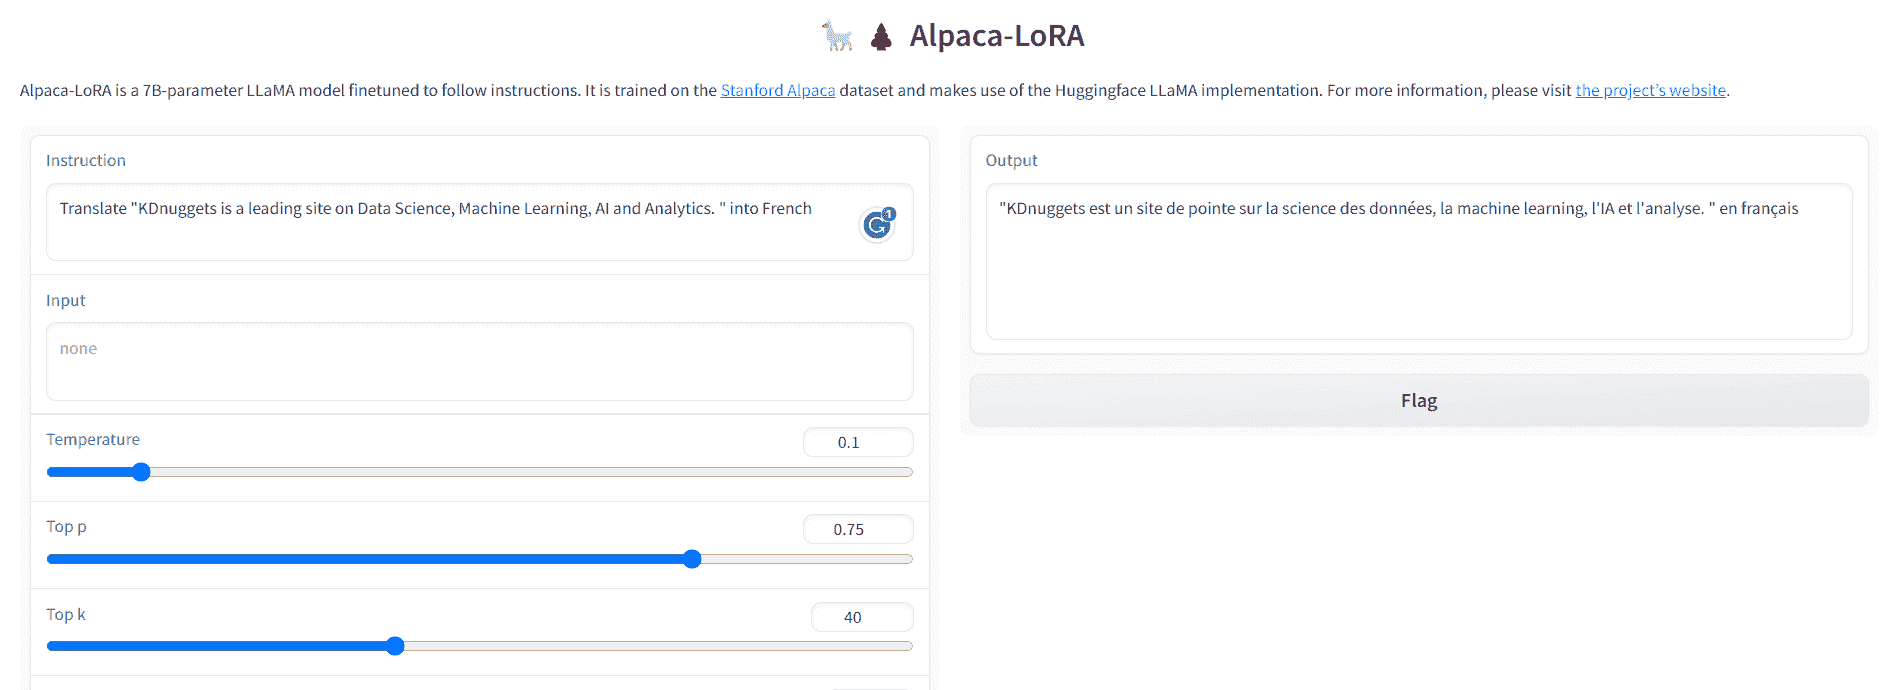 Alpaca-LoRA
Alpaca-LoRA is a 7B-parameter LLaMA model finetuned to follow instructions. It is trained on the Stanford Alpaca dataset and makes use of the Huggingface LLaMA implementation. For more information, please visit the project's website.
Instruction
Translate "KDnuggets is a leading site on Data Science, Machine Learning, AI and Analytics. " into French
1
Input
none
Temperature
0.1
Top p
0.75
Top k
40
Output
"KDnuggets est un site de pointe sur la science des données, la machine learning, l'IA et l'analyse. " en français
Flag